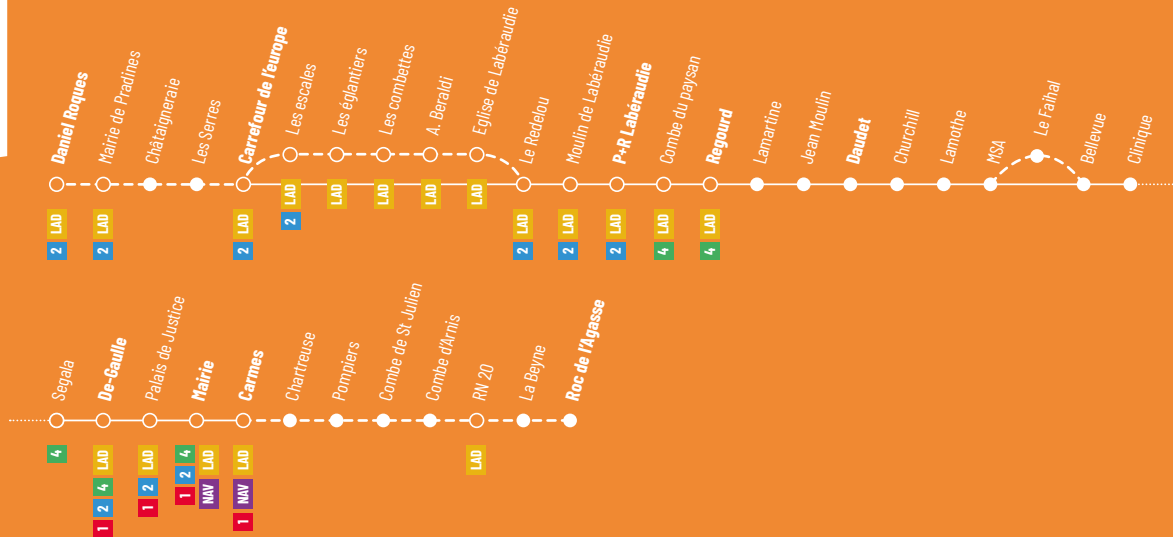 Daniel Roques
Mairie de Pradines
Châtaigneraie
Les Serres
Carrefour de l'europe
Les escales
Les églantiers
Les combettes
A. Beraldi
Eglise de Labéraudie
Le Redelou
Moulin de Labéraudie
P+R Labéraudie
Combe du paysan
Regourd
Lamartine
Jean Moulin
Daudet
Churchill
Lamothe
MSA
Le Falhal
Bellevue
Clinique
2 LAD
2 LAD
2 LAD
2 LAD
LAD
LAD
LAD
LAD
2 LAD
2 LAD
2 LAD
4 LAD
4 LAD
Segala
De-Gaulle
Palais de Justice
Mairie
Carmes
Chartreuse
Pompiers
Combe de St Julien
Combe d'Arnis
RN 20
La Beyne
Roc de l'Agasse
4
1 2 4 LAD
1 2 LAD
1 2 4
NAV LAD
1 NAV LAD
LAD